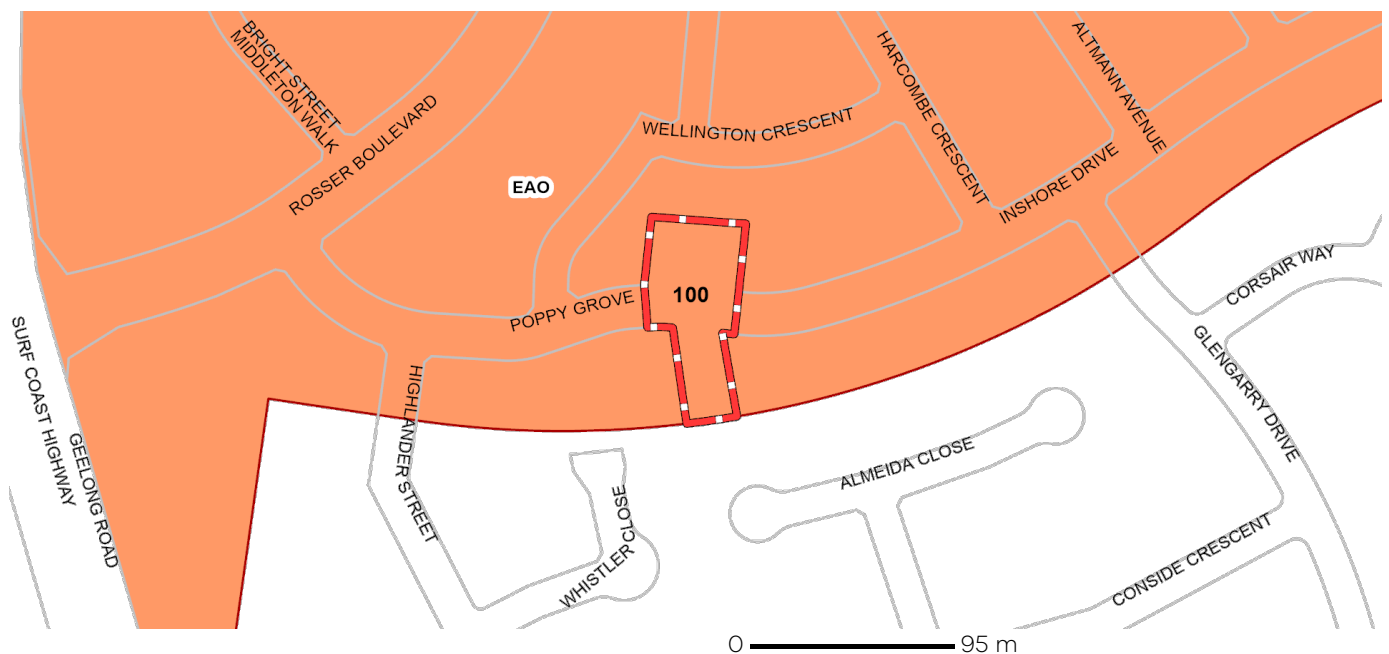 BRIGHT STREET
MIDDLETON WALK
ROSSER BOULEVARD
WELLINGTON CRESCENT
HARCOMBE CRESCENT
ALTMANN AVENUE
INSHORE DRIVE
EAO
100
POPPY GROVE
CORSAIR WAY
GLENGARRY DRIVE
SURF COAST HIGHWAY
GEELONG ROAD
HIGHLANDER STREET
ALMEIDA CLOSE
WHISTLER CLOSE
CONSIDE CRESCENT
0 95 m